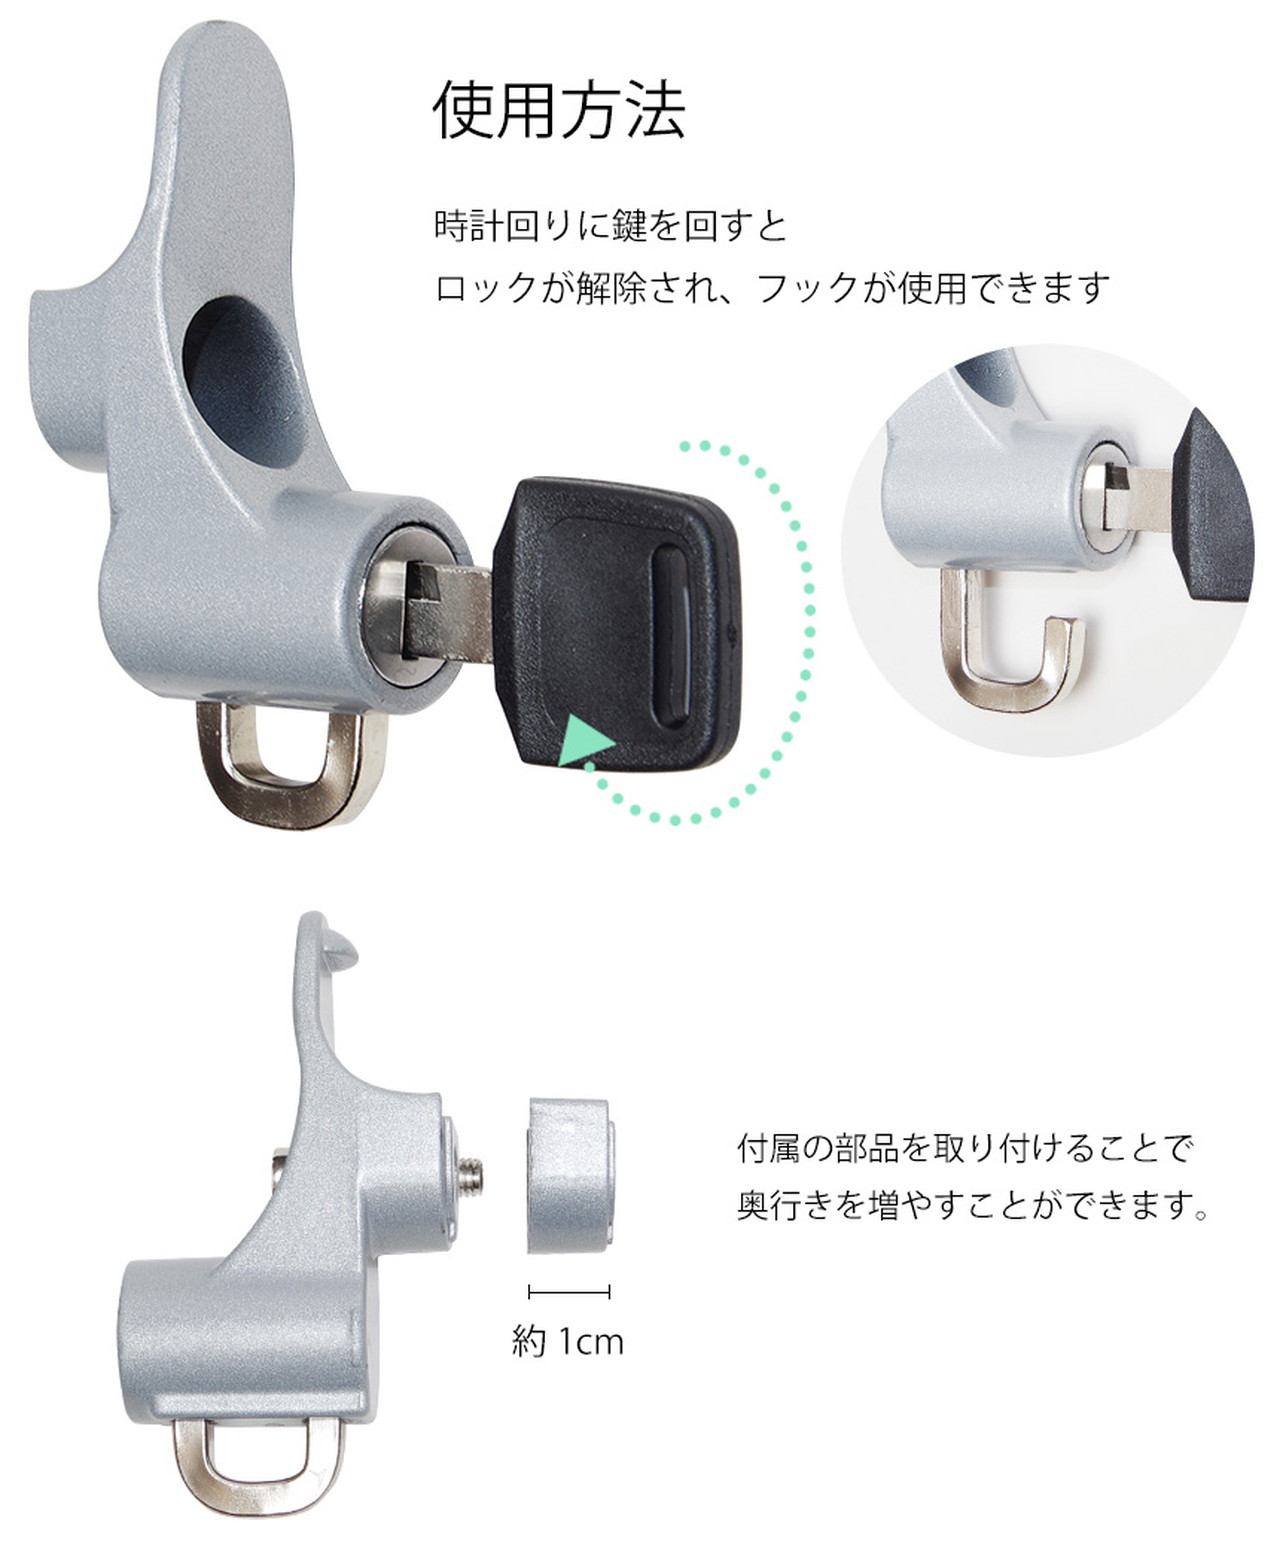 使用方法
時計回りに鍵を回すと
ロックが解除され、フックが使用できます
付属の部品を取り付けることで
奥行きを増やすことができます。
約 1cm